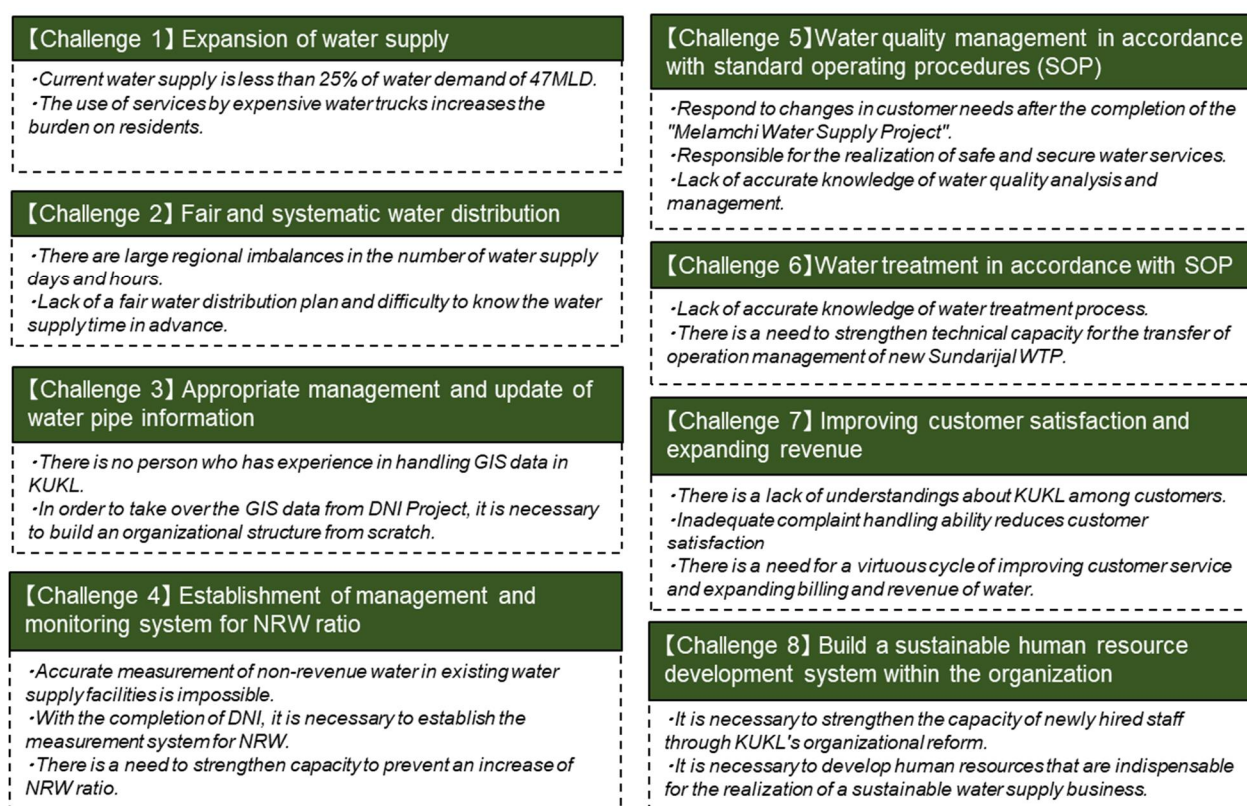 【Challenge 1】Expansion of water supply
・Current water supply is less than 25% of water demand of 47MLD.
・The use of services by expensive water trucks increases the
burden on residents.
【Challenge 2】Fair and systematic water distribution
・There are large regional imbalances in the number of water supply
days and hours.
・Lack of a fair water distribution plan and difficulty to know the water
supply time in advance.
【Challenge 3】Appropriate management and update of
water pipe information
・There is no person who has experience in handling GIS data in
KUKL.
・In order to take over the GIS data from DNI Project, it is necessary
to build an organizational structure from scratch.
【Challenge 4】Establishment of management and
monitoring system for NRW ratio
・Accurate measurement of non-revenue water in existing water
supply facilities is impossible.
・With the completion of DNI, it is necessary to establish the
measurement system for NRW.
・There is a need to strengthen capacity to prevent an increase of
NRW ratio.
【Challenge 5】Water quality management in accordance
with standard operating procedures (SOP)
・Respond to changes in customer needs after the completion of the
"Melamchi Water Supply Project".
・Responsible for the realization of safe and secure water services.
・Lack of accurate knowledge of water quality analysis and
management.
【Challenge 6】Water treatment in accordance with SOP
・Lack of accurate knowledge of water treatment process.
・There is a need to strengthen technical capacity for the transfer of
operation management of new Sundarijal WTP.
【Challenge 7】Improving customer satisfaction and
expanding revenue
・There is a lack of understandings about KUKL among customers.
・Inadequate complaint handling ability reduces customer
satisfaction
・There is a need for a virtuous cycle of improving customer service
and expanding billing and revenue of water.
【Challenge 8】Build a sustainable human resource
development system within the organization
・It is necessary to strengthen the capacity of newly hired staff
through KUKL's organizational reform.
・It is necessary to develop human resources that are indispensable
for the realization of a sustainable water supply business.